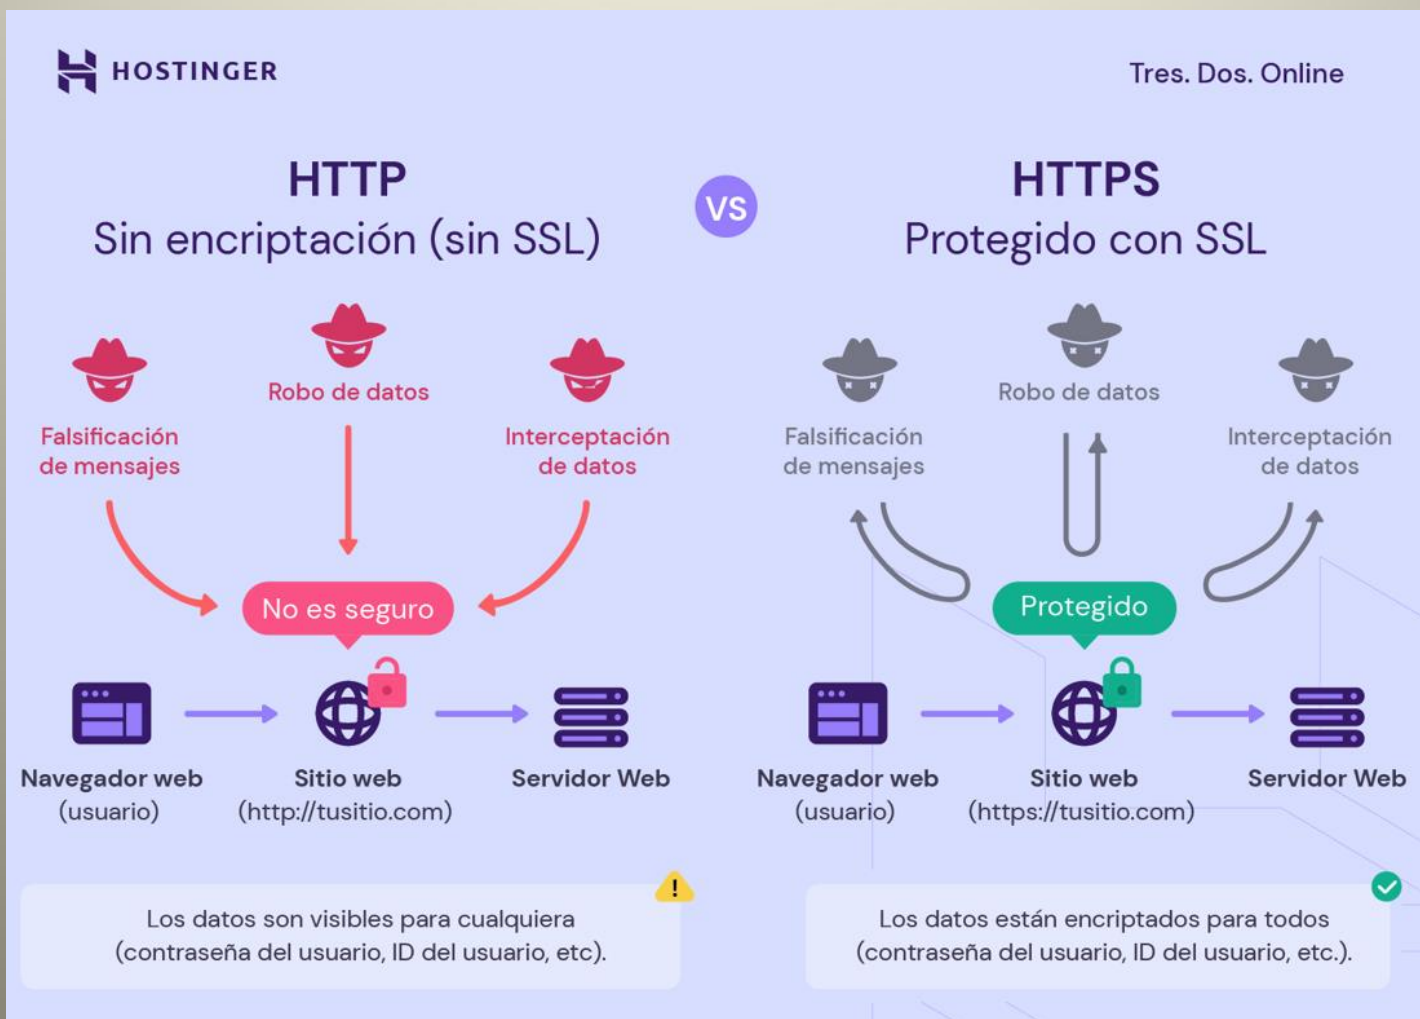 HOSTINGER
Tres. Dos. Online
HTTP
Sin encriptación (sin SSL)
VS
HTTPS
Protegido con SSL
Robo de datos
Falsificación
de mensajes
Interceptación
de datos
No es seguro
Navegador web
(usuario)
Sitio web
(http://tusitio.com)
Servidor Web
Los datos son visibles para cualquiera
(contraseña del usuario, ID del usuario, etc).
Robo de datos
Falsificación
de mensajes
Interceptación
de datos
Protegido
Navegador web
(usuario)
Sitio web
(https://tusitio.com)
Servidor Web
Los datos están encriptados para todos
(contraseña del usuario, ID del usuario, etc.).